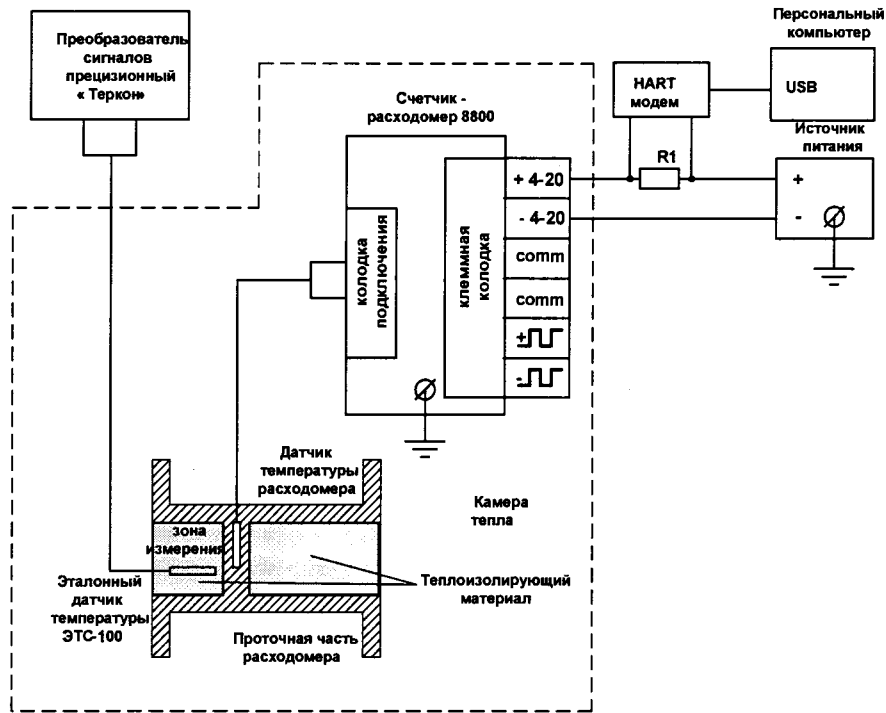 Преобразователь
сигналов
прецизионный
« Теркон»
Персональный
компьютер
HART
модем
USB
Счетчик -
расходомер 8800
Источник
питания
R1
+ 4-20
- 4-20
comm
comm
+
-
+
-
колодка
подключения
клеммная
колодка
Датчик
температуры
расходомера
Камера
тепла
зона
измерения
Эталонный
датчик
температуры
ЭТС-100
Теплоизолирующий
материал
Проточная часть
расходомера